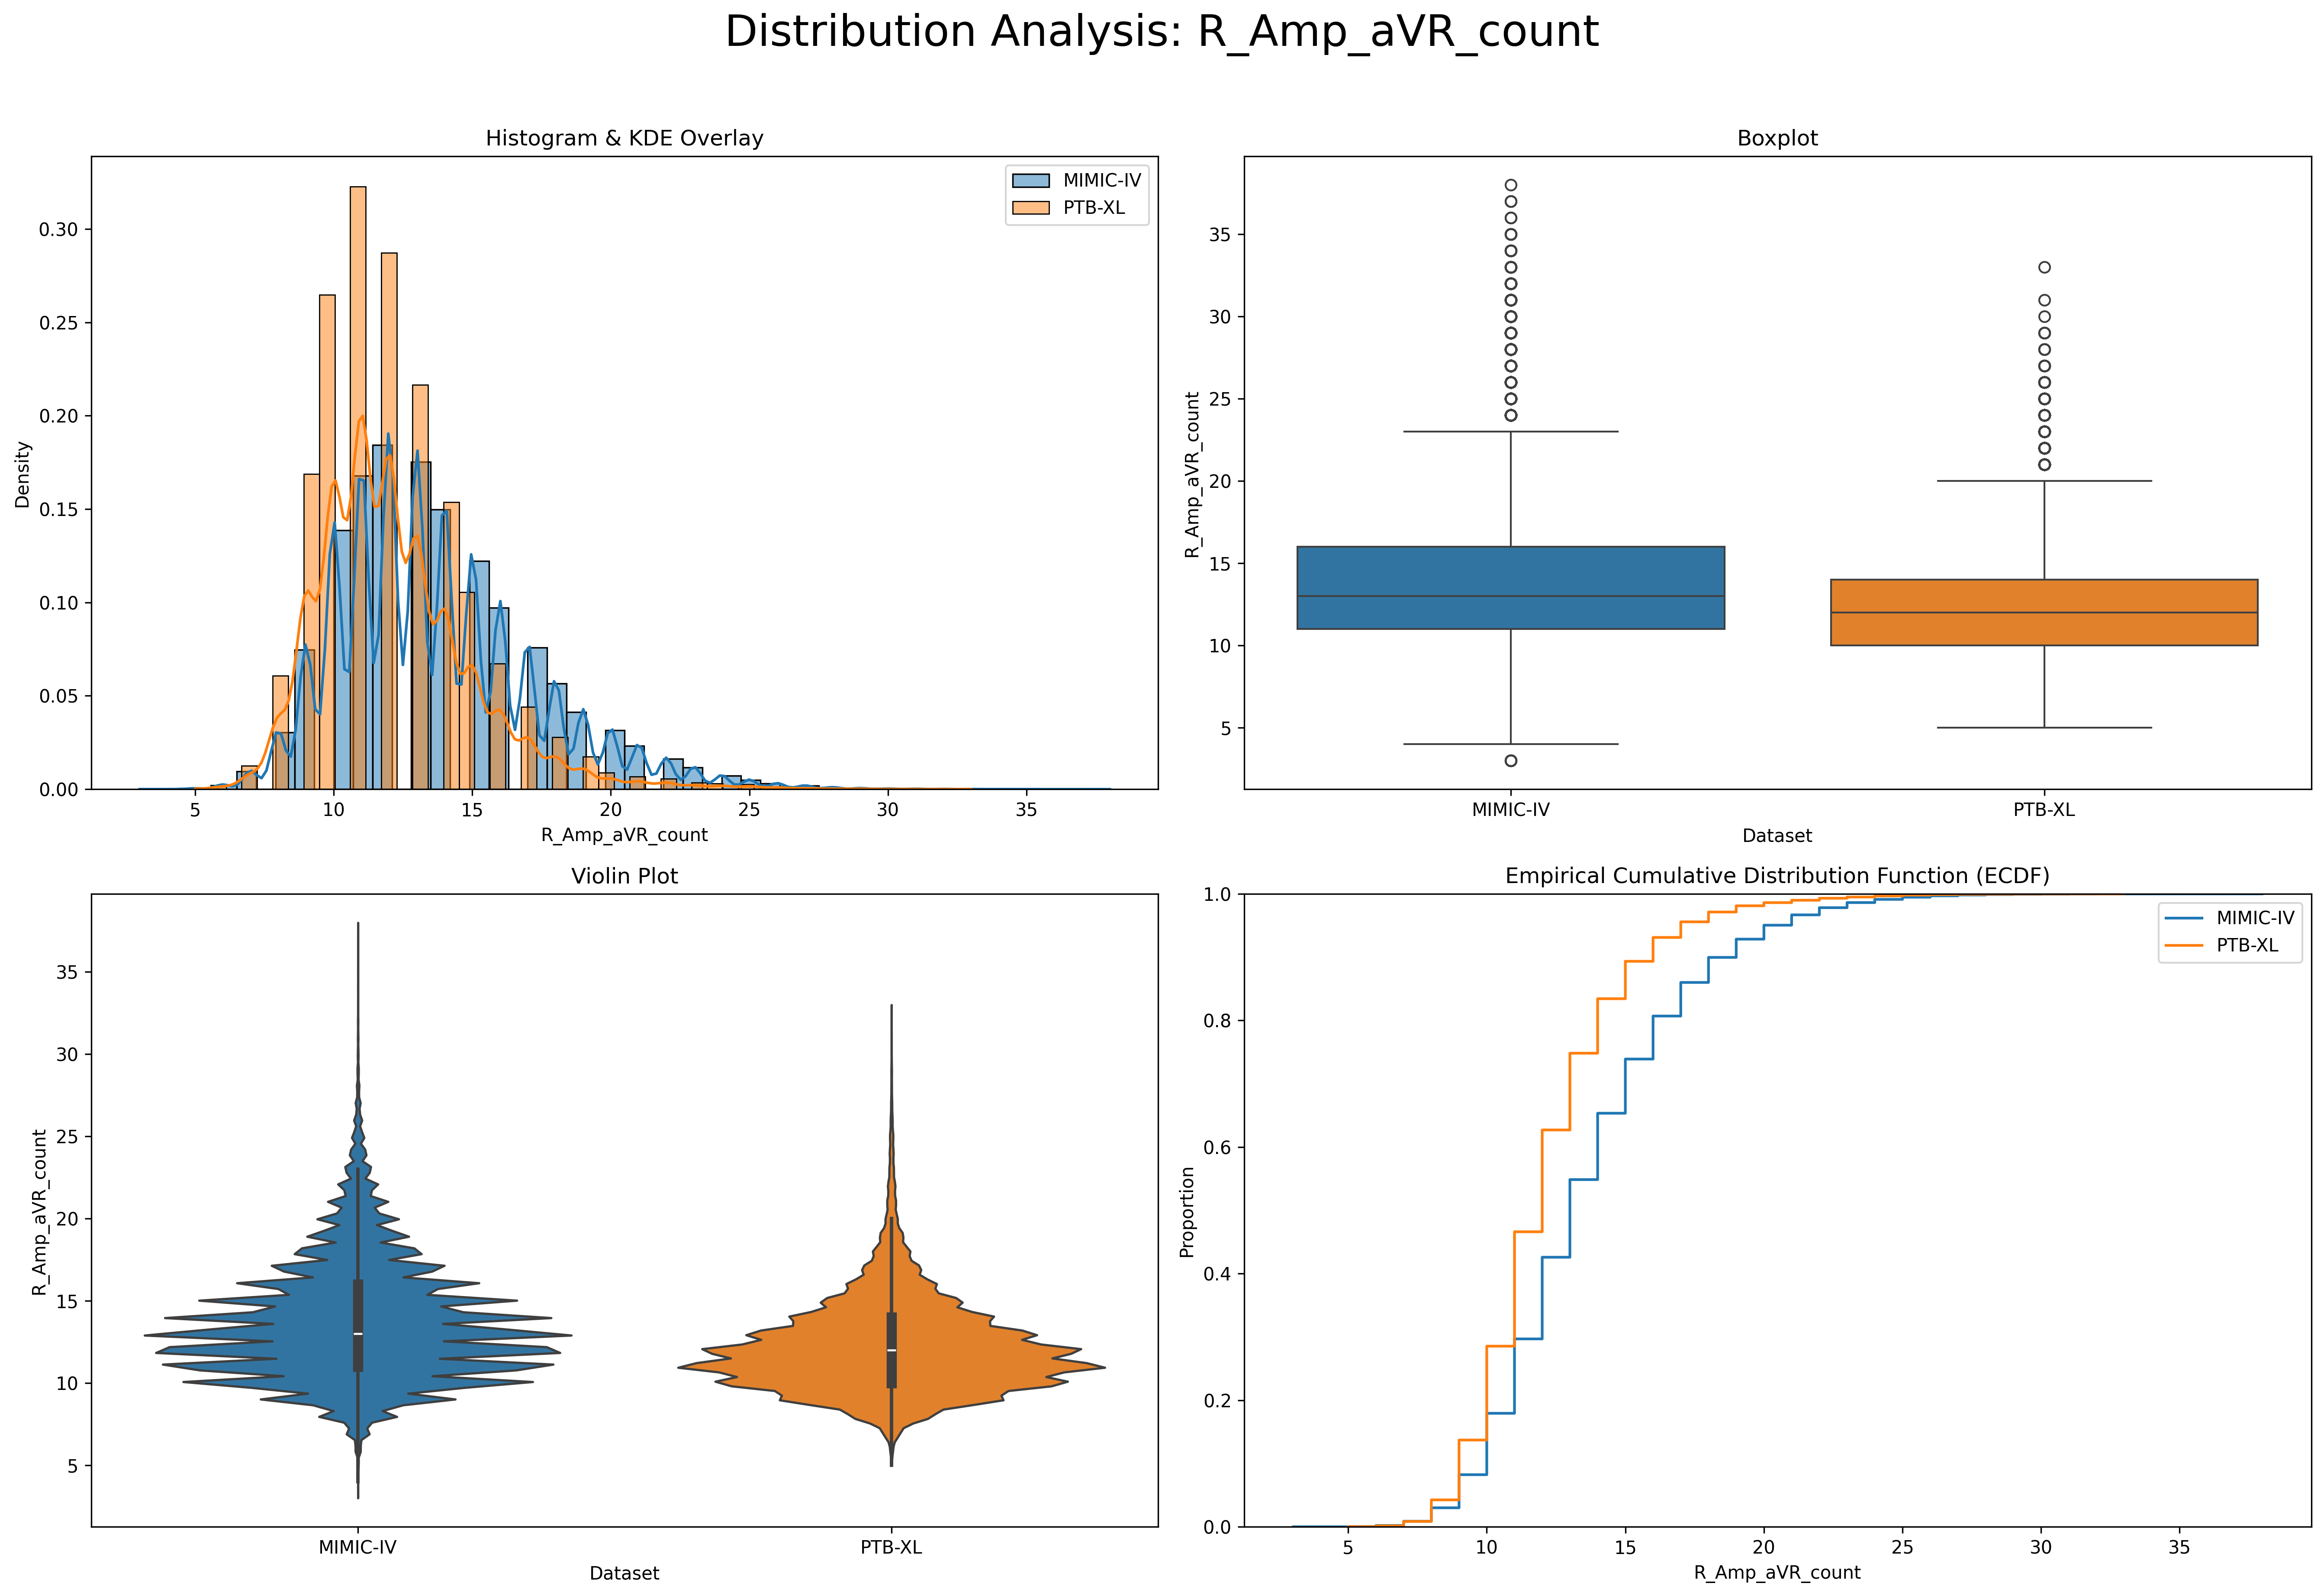 Distribution Analysis: R_Amp_aVR_count
Histogram & KDE Overlay
MIMIC-IV
PTB-XL
Density
0.30
0.25
0.20
0.15
0.10
0.05
0.00
5 10 15 20 25 30 35
R_Amp_aVR_count
Boxplot
R_Amp_aVR_count
35
30
25
20
15
10
5
MIMIC-IV PTB-XL
Dataset
Violin Plot
R_Amp_aVR_count
35
30
25
20
15
10
5
MIMIC-IV PTB-XL
Dataset
Empirical Cumulative Distribution Function (ECDF)
MIMIC-IV
PTB-XL
Proportion
1.0
0.8
0.6
0.4
0.2
0.0
5 10 15 20 25 30 35
R_Amp_aVR_count